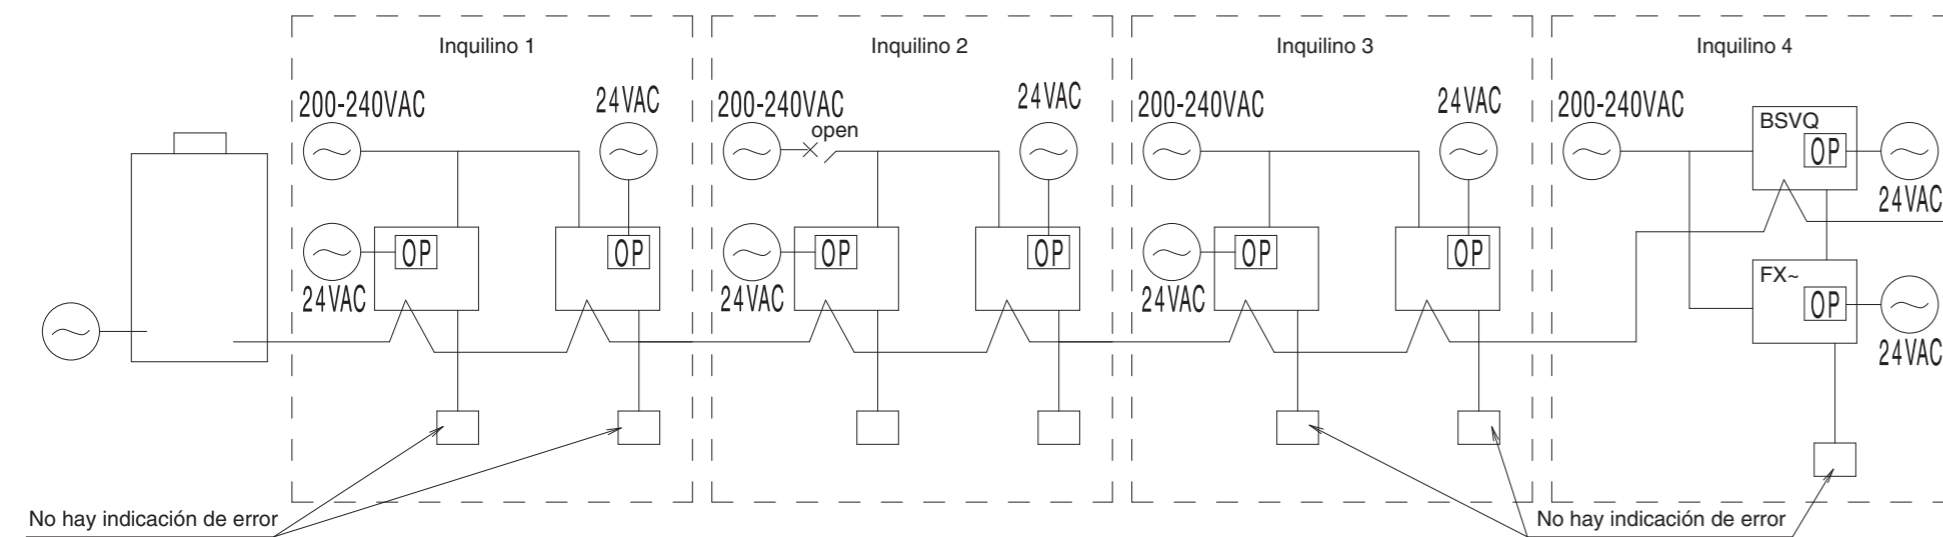 Inquilino 1
Inquilino 2
Inquilino 3
Inquilino 4
200-240VAC
24VAC
200-240VAC
open
24VAC
200-240VAC
24VAC
200-240VAC
BSVQ
OP
24VAC
OP
24VAC
OP
OP
24VAC
OP
OP
24VAC
OP
FX~
OP
24VAC
No hay indicación de error
No hay indicación de error